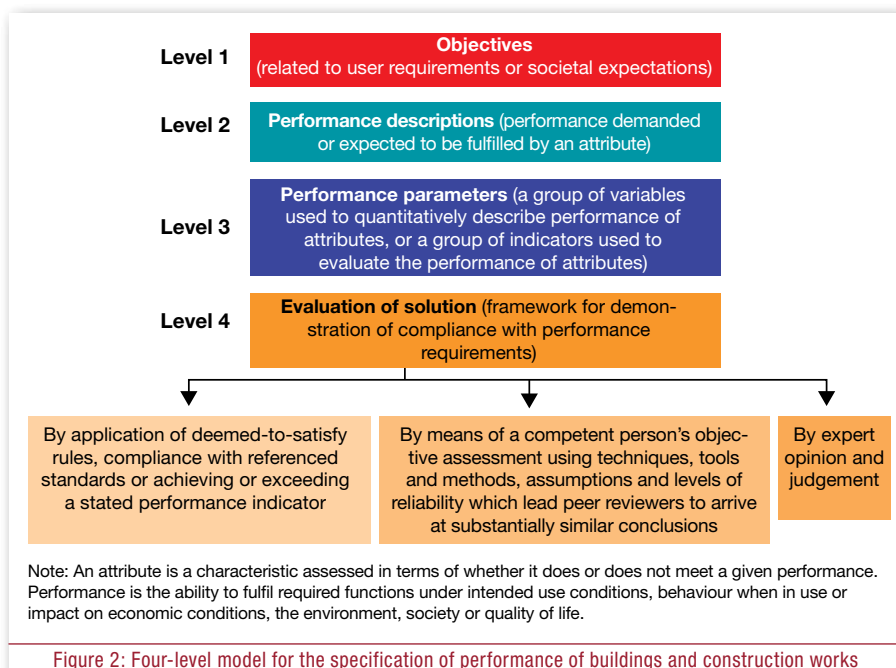 Level 1
Objectives
(related to user requirements or societal expectations)
Level 2
Performance descriptions (performance demanded
or expected to be fulfilled by an attribute)
Level 3
Performance parameters (a group of variables
used to quantitatively describe performance of
attributes, or a group of indicators used to
evaluate the performance of attributes)
Level 4
Evaluation of solution (framework for demon-
stration of compliance with performance
requirements)
By application of deemed-to-satisfy
rules, compliance with referenced
standards or achieving or exceeding
a stated performance indicator
By means of a competent person's objec-
tive assessment using techniques, tools
and methods, assumptions and levels of
reliability which lead peer reviewers to arrive
at substantially similar conclusions
By expert
opinion and
judgement
Note: An attribute is a characteristic assessed in terms of whether it does or does not meet a given performance.
Performance is the ability to fulfil required functions under intended use conditions, behaviour when in use or
impact on economic conditions, the environment, society or quality of life.
Figure 2: Four-level model for the specification of performance of buildings and construction works